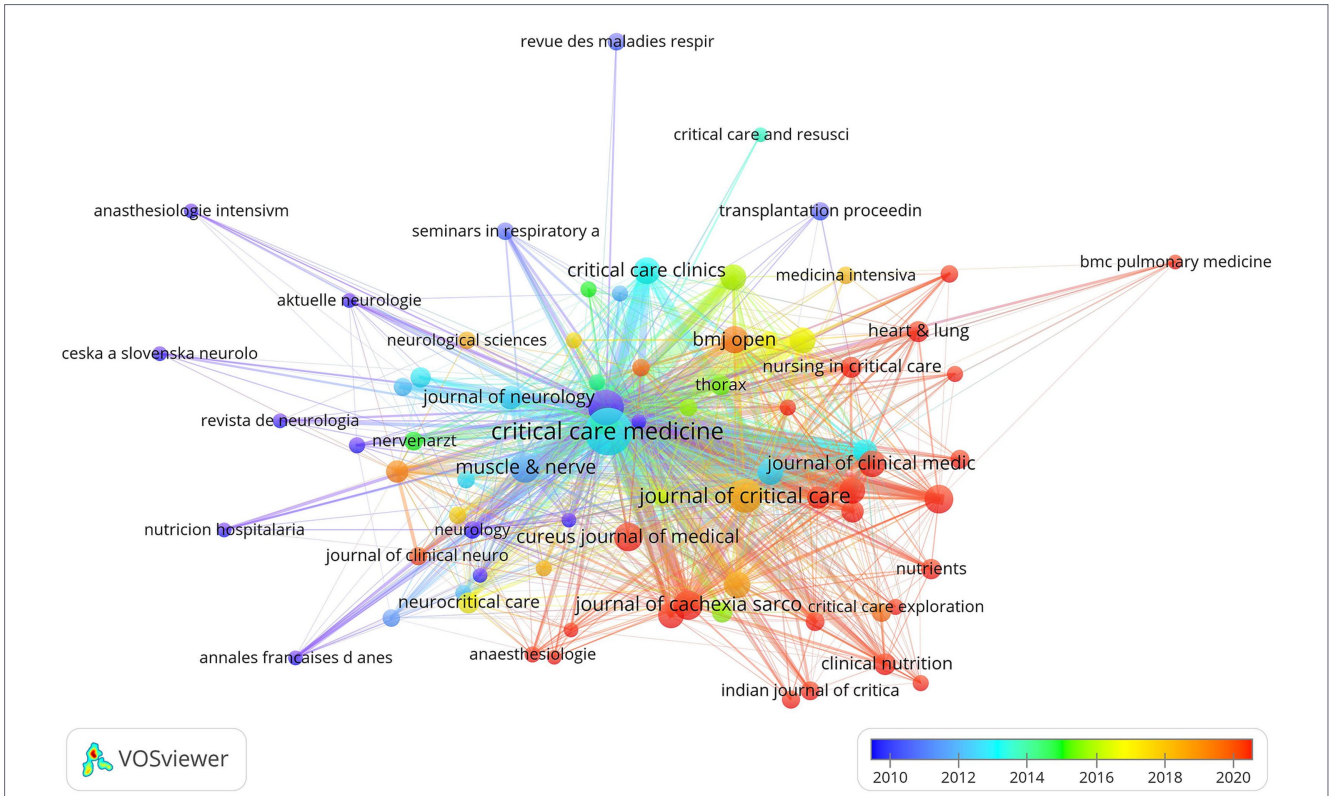 revue des maladies respir
critical care and resusci
anasthesiologie intensivm
transplantation proceedin
seminars in respiratory a
bmc pulmonary medicine
critical care clinics
medicina intensiva
aktuelle neurologie
heart & lung
neurological sciences
bmj open
ceska a slovenska neurolo
nursing in critical care
thorax
journal of neurology
revista de neurologia
critical care medicine
nervenarzt
muscle & nerve
journal of clinical medic
journal of critical care
nutricion hospitalaria
neurology
cureus journal of medical
journal of clinical neuro
nutrients
neurocritical care
journal of cachexia sarco
critical care exploration
annales francaises d anes
anaesthesiologie
clinical nutrition
indian journal of critica
VOSviewer
2010 2012 2014 2016 2018 2020